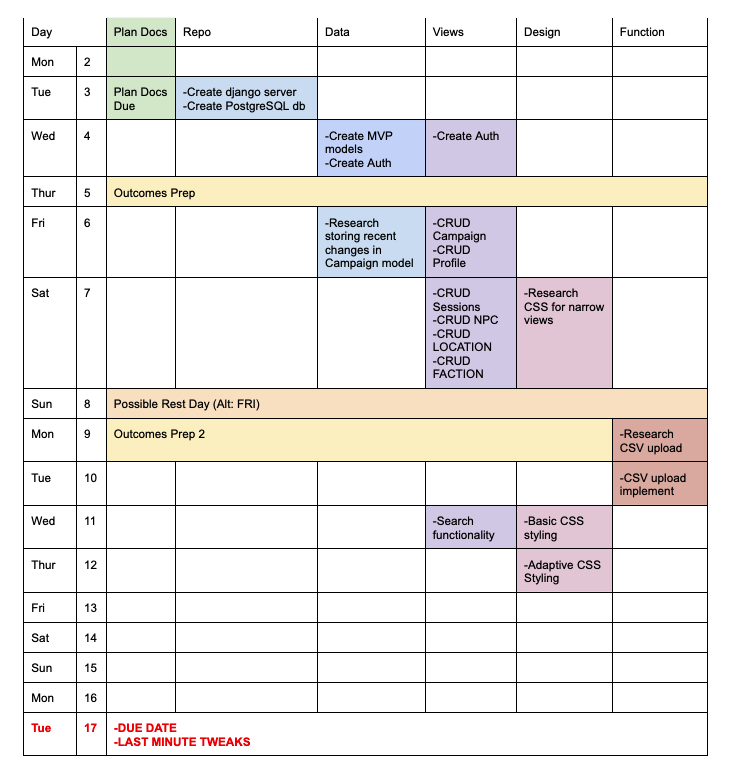 Day Plan Docs Repo Data Views Design Function
Mon 2
Tue 3 Plan Docs -Create django server
Due -Create PostgreSQL db
Wed 4 -Create MVP -Create Auth
models
-Create Auth
Thur 5 Outcomes Prep
Fri 6 -Research -CRUD
storing recent Campaign
changes in -CRUD
Campaign model Profile
Sat 7 -CRUD -Research
Sessions CSS for narrow
-CRUD NPC views
-CRUD
LOCATION
-CRUD
FACTION
Sun 8 Possible Rest Day (Alt: FRI)
Mon 9 Outcomes Prep 2 -Research
CSV upload
Tue 10 -CSV upload
implement
Wed 11 -Search -Basic CSS
functionality styling
Thur 12 -Adaptive CSS
Styling
Fri 13
Sat 14
Sun 15
Mon 16
Tue 17 -DUE DATE
-LAST MINUTE TWEAKS